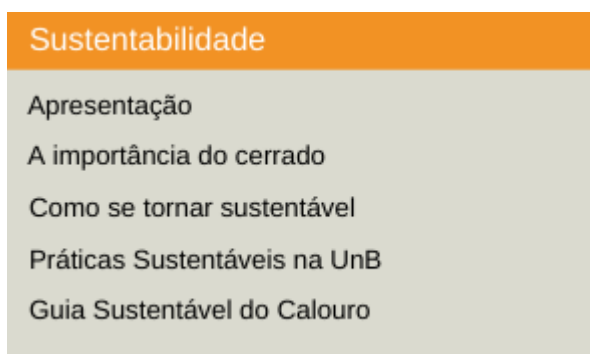 Sustentabilidade
Apresentação
A importância do cerrado
Como se tornar sustentável
Práticas Sustentáveis na UnB
Guia Sustentável do Calouro